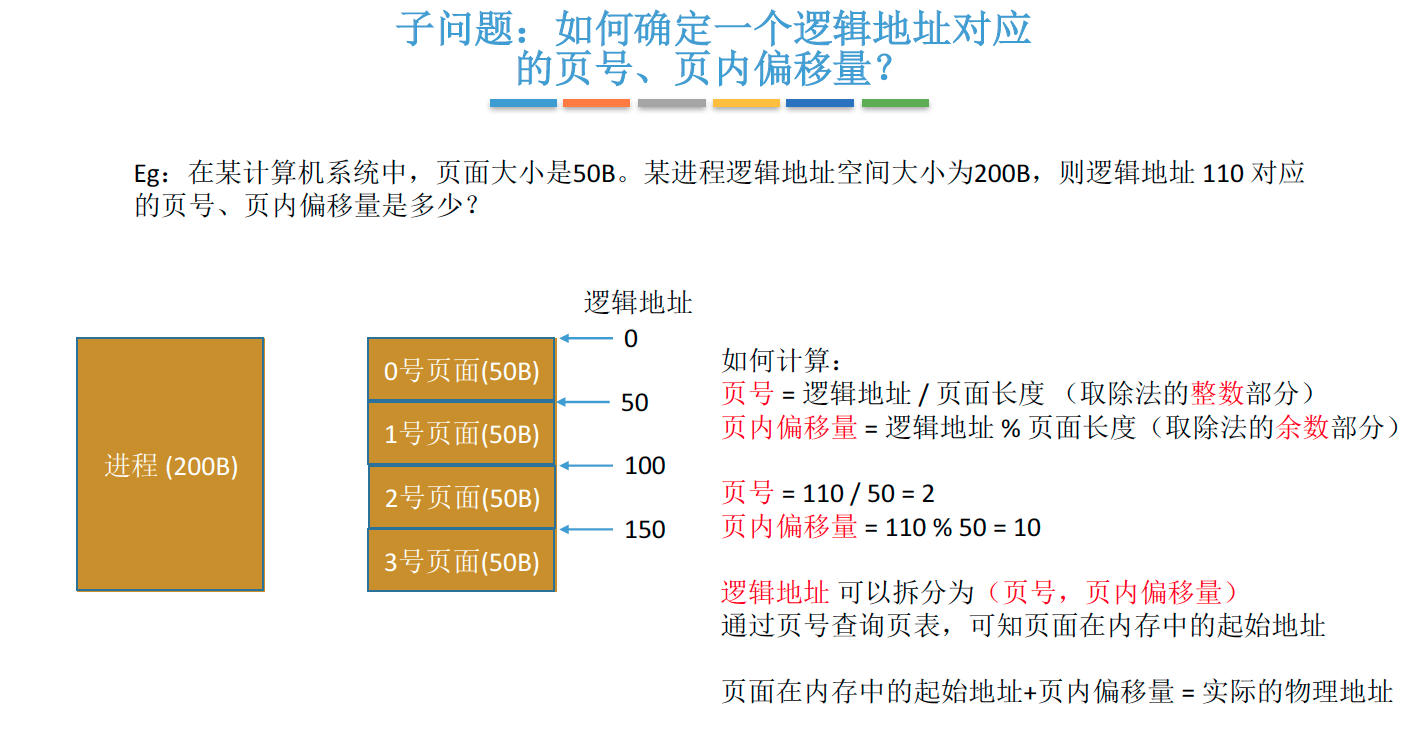 子问题：如何确定一个逻辑地址对应
的页号、页内偏移量？
Eg：在某计算机系统中，页面大小是50B。某进程逻辑地址空间大小为200B，则逻辑地址 110 对应
的页号、页内偏移量是多少？
逻辑地址
0
0号页面(50B)
50
1号页面(50B)
进程 (200B)
100
2号页面(50B)
150
3号页面(50B)
如何计算：
页号 = 逻辑地址 / 页面长度 （取除法的整数部分）
页内偏移量 = 逻辑地址 % 页面长度（取除法的余数部分）
页号 = 110 / 50 = 2
页内偏移量 = 110 % 50 = 10
逻辑地址 可以拆分为（页号，页内偏移量）
通过页号查询页表，可知页面在内存中的起始地址
页面在内存中的起始地址+页内偏移量 = 实际的物理地址